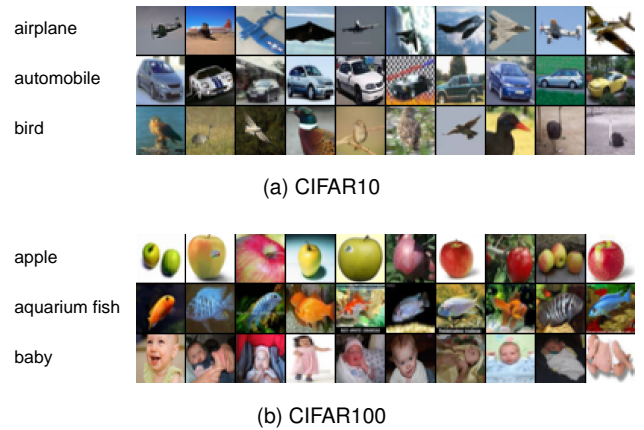 airplane
automobile
bird
(a) CIFAR10
apple
aquarium fish
baby
(b) CIFAR100